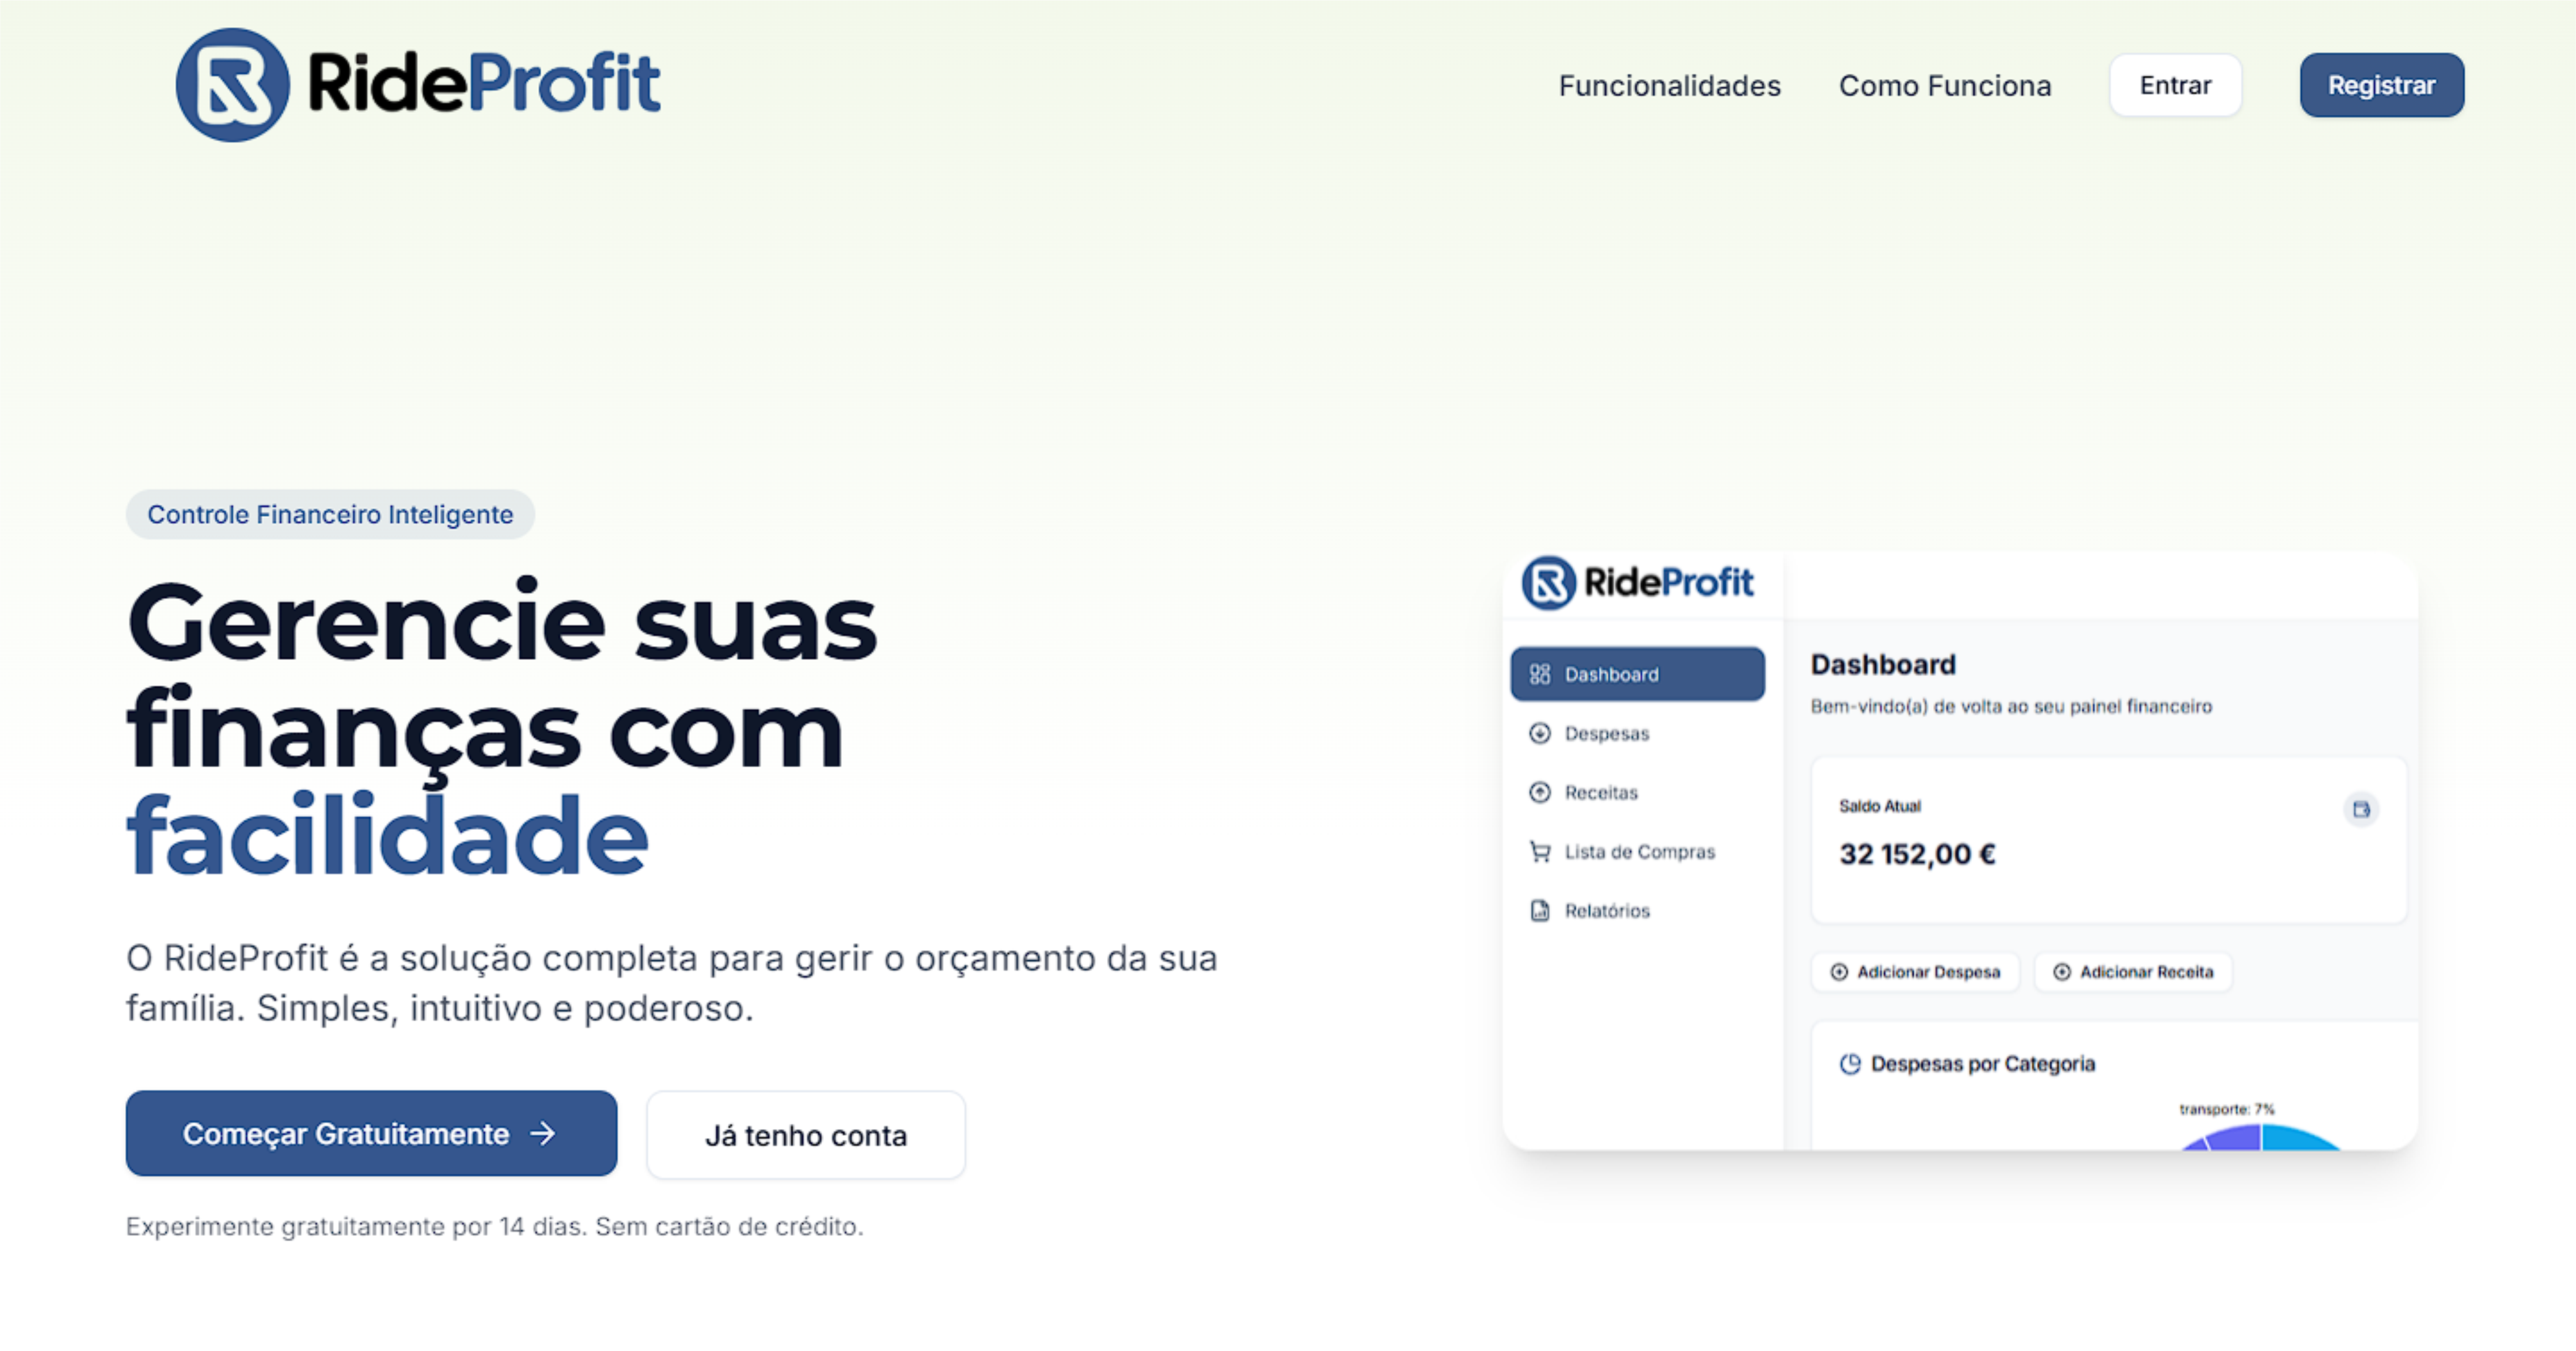 RideProfit
Funcionalidades
Como Funciona
Entrar
Registrar
Controle Financeiro Inteligente
Gerencie suas
finanças com
facilidade
O RideProfit é a solução completa para gerir o orçamento da sua
família. Simples, intuitivo e poderoso.
Começar Gratuitamente →
Já tenho conta
Experimente gratuitamente por 14 dias. Sem cartão de crédito.
RideProfit
Dashboard
Despesas
Receitas
Lista de Compras
Relatórios
Dashboard
Bem-vindo(a) de volta ao seu painel financeiro
Saldo Atual
32 152,00 €
Adicionar Despesa
Adicionar Receita
Despesas por Categoria
transporte: 7%